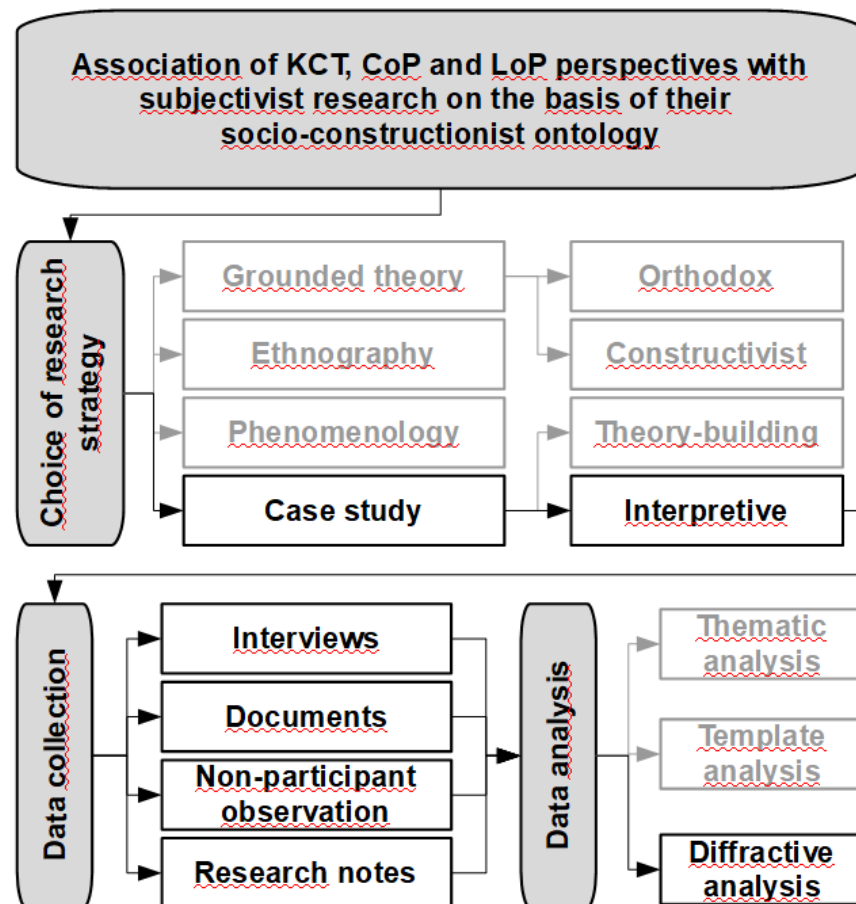 Association of KCT, CoP and LoP perspectives with
subjectivist research on the basis of their
socio-constructionist ontology
Choice of research
strategy
Grounded theory
Orthodox
Ethnography
Constructivist
Phenomenology
Theory-building
Case study
Interpretive
Data collection
Interviews
Documents
Non-participant
observation
Research notes
Data analysis
Thematic
analysis
Template
analysis
Diffractive
analysis